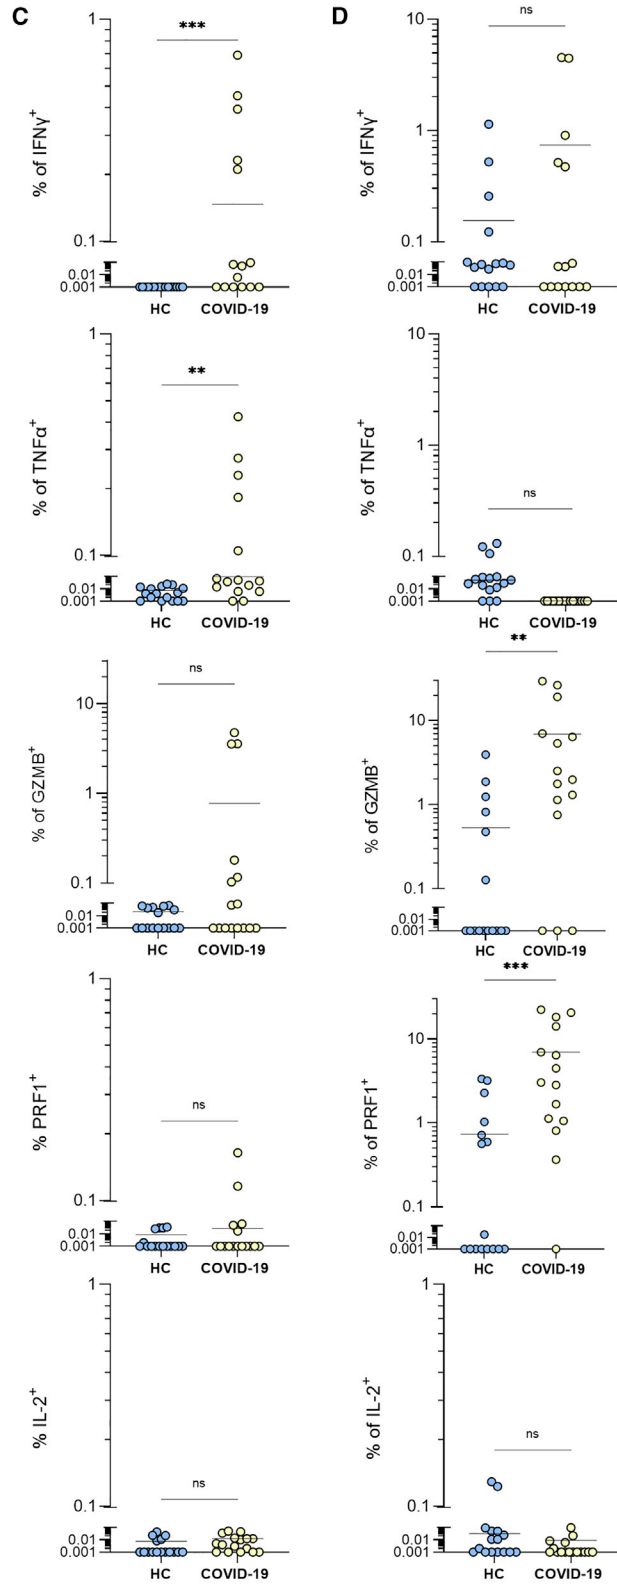 C
D
***
1
0.1
0.01
0.001
% of IFNγ+
HC
COVID-19
ns
10
1
0.1
0.01
0.001
% of IFNγ+
HC
COVID-19
**
1
0.1
0.01
0.001
% of TNFα+
HC
COVID-19
ns
10
1
0.1
0.01
0.001
% of TNFα+
HC
COVID-19
ns
10
1
0.1
0.01
0.001
% of GZMB+
HC
COVID-19
**
10
1
0.1
0.01
0.001
% of GZMB+
HC
COVID-19
ns
1
0.1
0.01
0.001
% PRF1+
HC
COVID-19
***
10
1
0.1
0.01
0.001
% of PRF1+
HC
COVID-19
ns
1
0.1
0.01
0.001
% IL-2+
HC
COVID-19
ns
1
0.1
0.01
0.001
% of IL-2+
HC
COVID-19